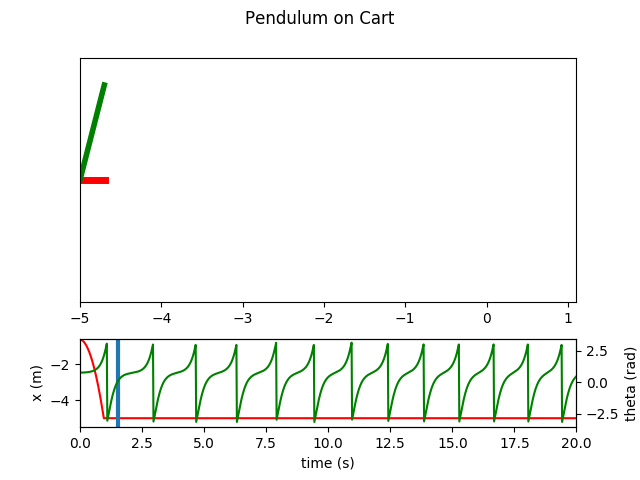 Pendulum on Cart
−5 −4 −3 −2 −1 0 1
x (m)
−2
−4
2.5
0.0
−2.5
theta (rad)
0.0 2.5 5.0 7.5 10.0 12.5 15.0 17.5 20.0
time (s)